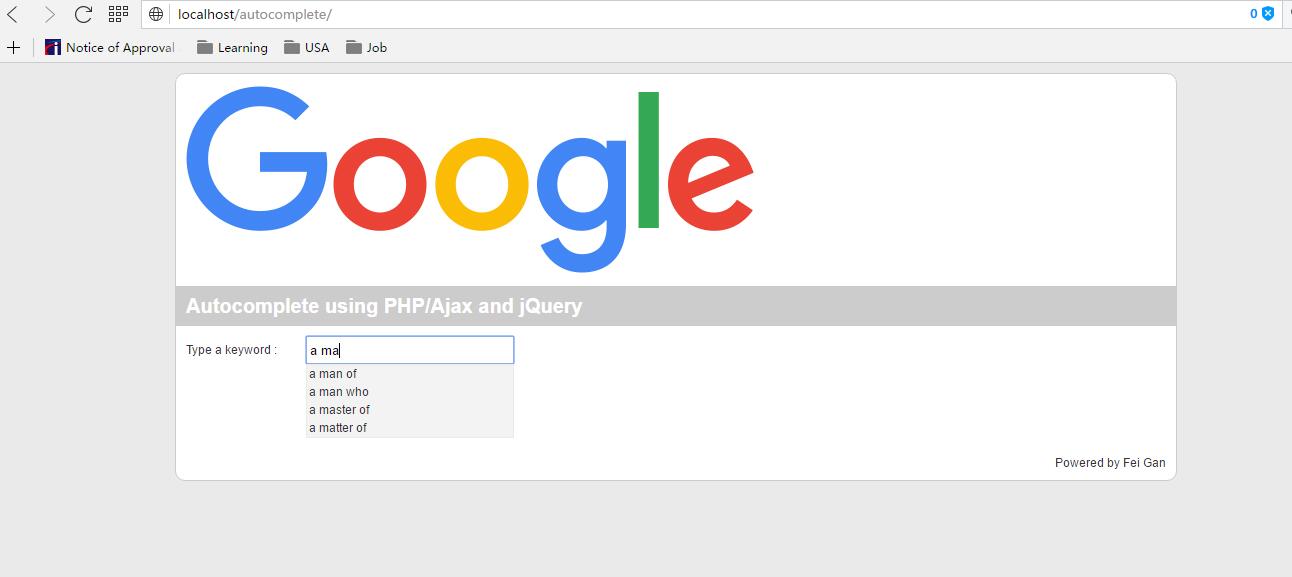 localhost/autocomplete/
0
Notice of Approval
Learning
USA
Job
Google
Autocomplete using PHP/Ajax and jQuery
Type a keyword :
a ma
a man of
a man who
a master of
a matter of
Powered by Fei Gan